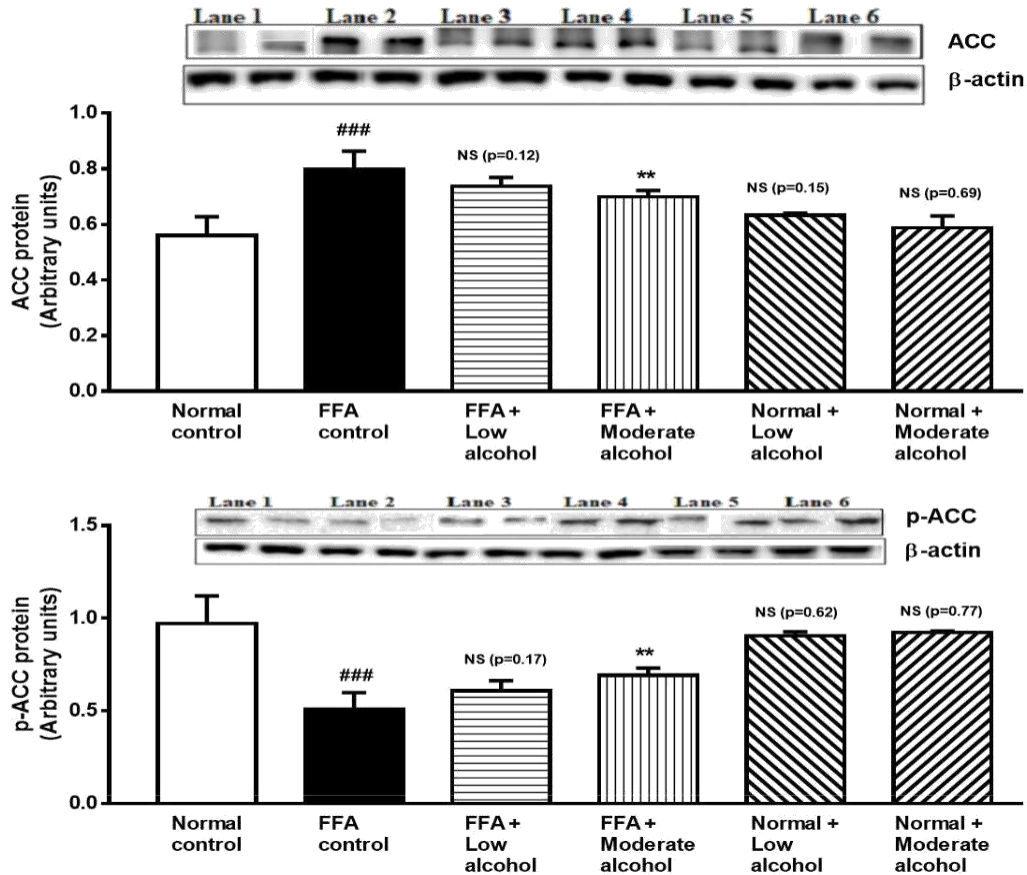 Lane 1 Lane 2 Lane 3 Lane 4 Lane 5 Lane 6
ACC
β-actin
1.0
0.8
0.6
0.4
0.2
0.0
ACC protein
(Arbitrary units)
###
NS (p=0.12)
**
NS (p=0.15)
NS (p=0.69)
Normal
control
FFA
control
FFA +
Low
alcohol
FFA +
Moderate
alcohol
Normal +
Low
alcohol
Normal +
Moderate
alcohol
Lane 1 Lane 2 Lane 3 Lane 4 Lane 5 Lane 6
p-ACC
β-actin
1.5
1.0
0.5
0.0
p-ACC protein
(Arbitrary units)
###
NS (p=0.17)
**
NS (p=0.62)
NS (p=0.77)
Normal
control
FFA
control
FFA +
Low
alcohol
FFA +
Moderate
alcohol
Normal +
Low
alcohol
Normal +
Moderate
alcohol